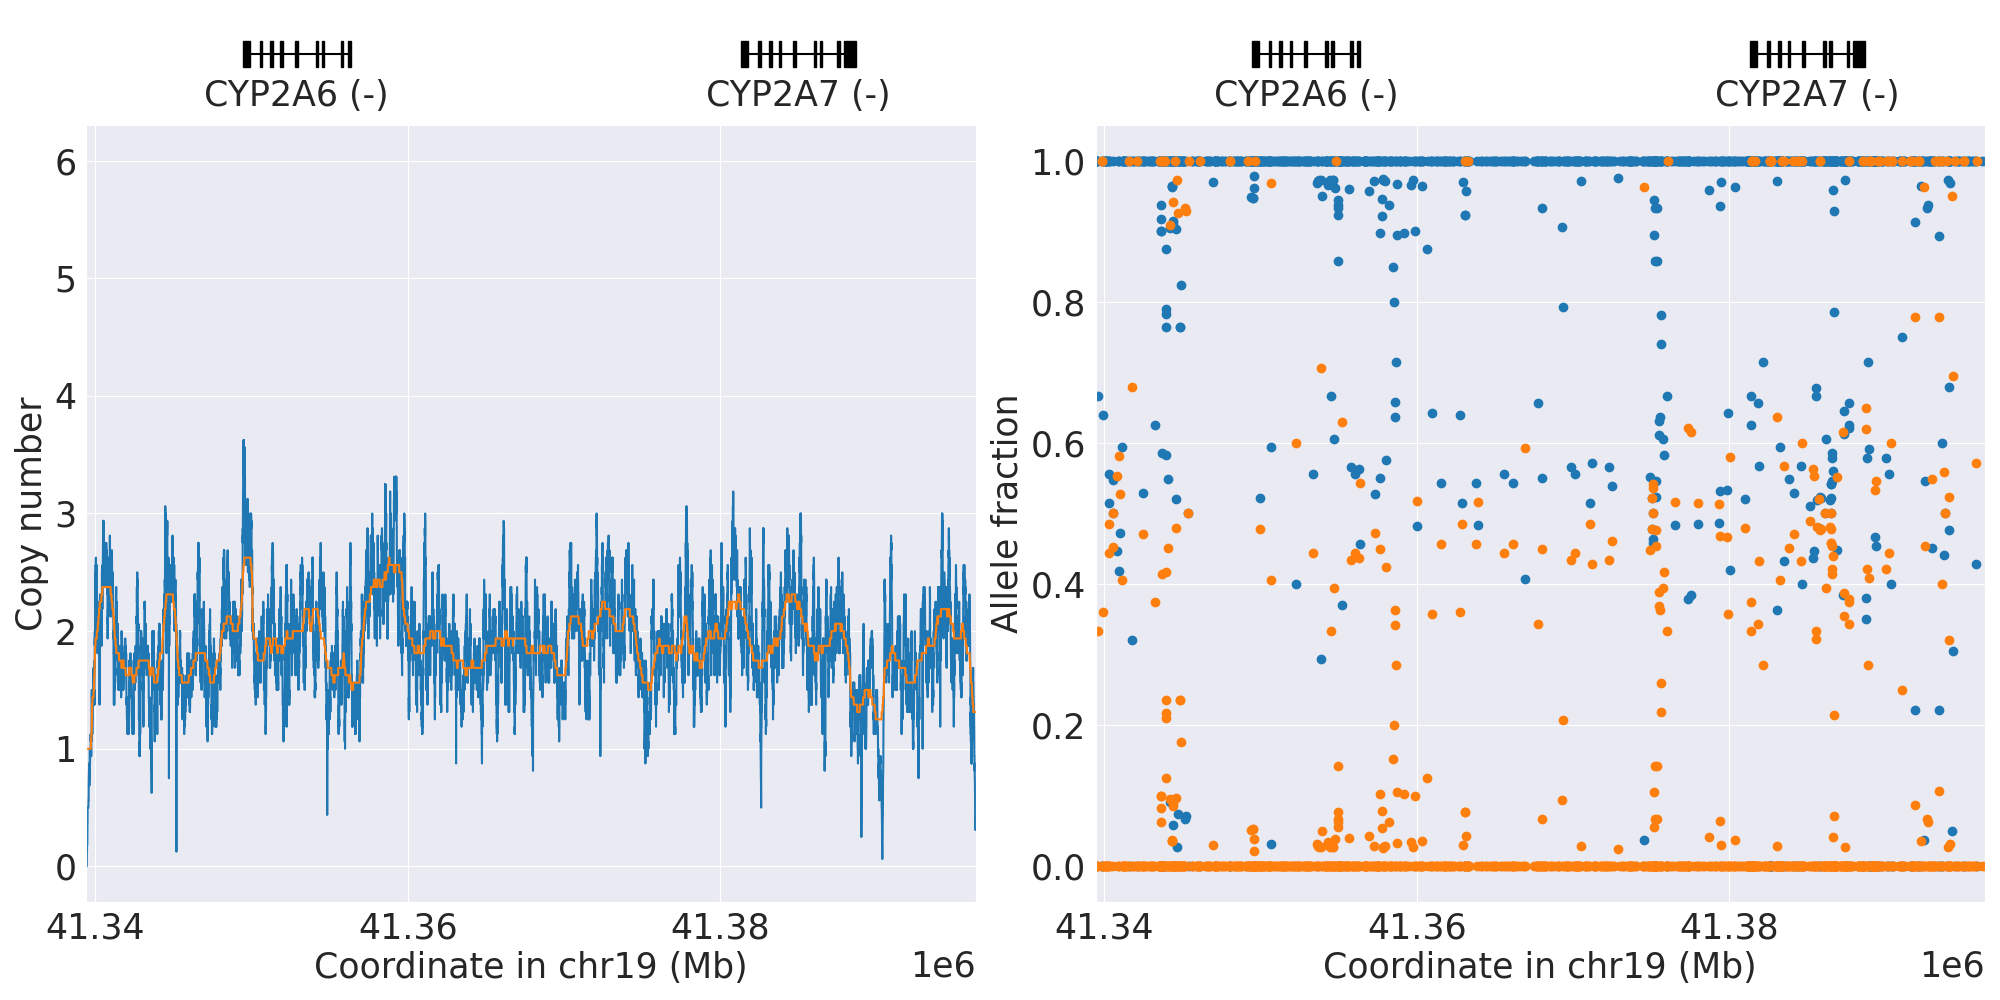 CYP2A6 (-)
CYP2A7 (-)
6
5
4
3
2
1
0
Copy number
41.34
41.36
41.38
Coordinate in chr19 (Mb)
1e6
CYP2A6 (-)
CYP2A7 (-)
1.0
0.8
0.6
0.4
0.2
0.0
Allele fraction
41.34
41.36
41.38
Coordinate in chr19 (Mb)
1e6